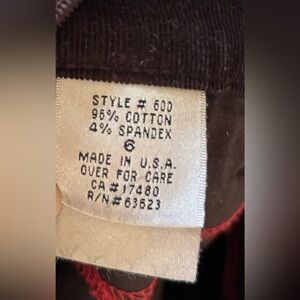 STYLE # 600
96% COTTON
4% SPANDEX
6
MADE IN U.S.A.
OVER FOR CARE
CA#17480
R/N#63623